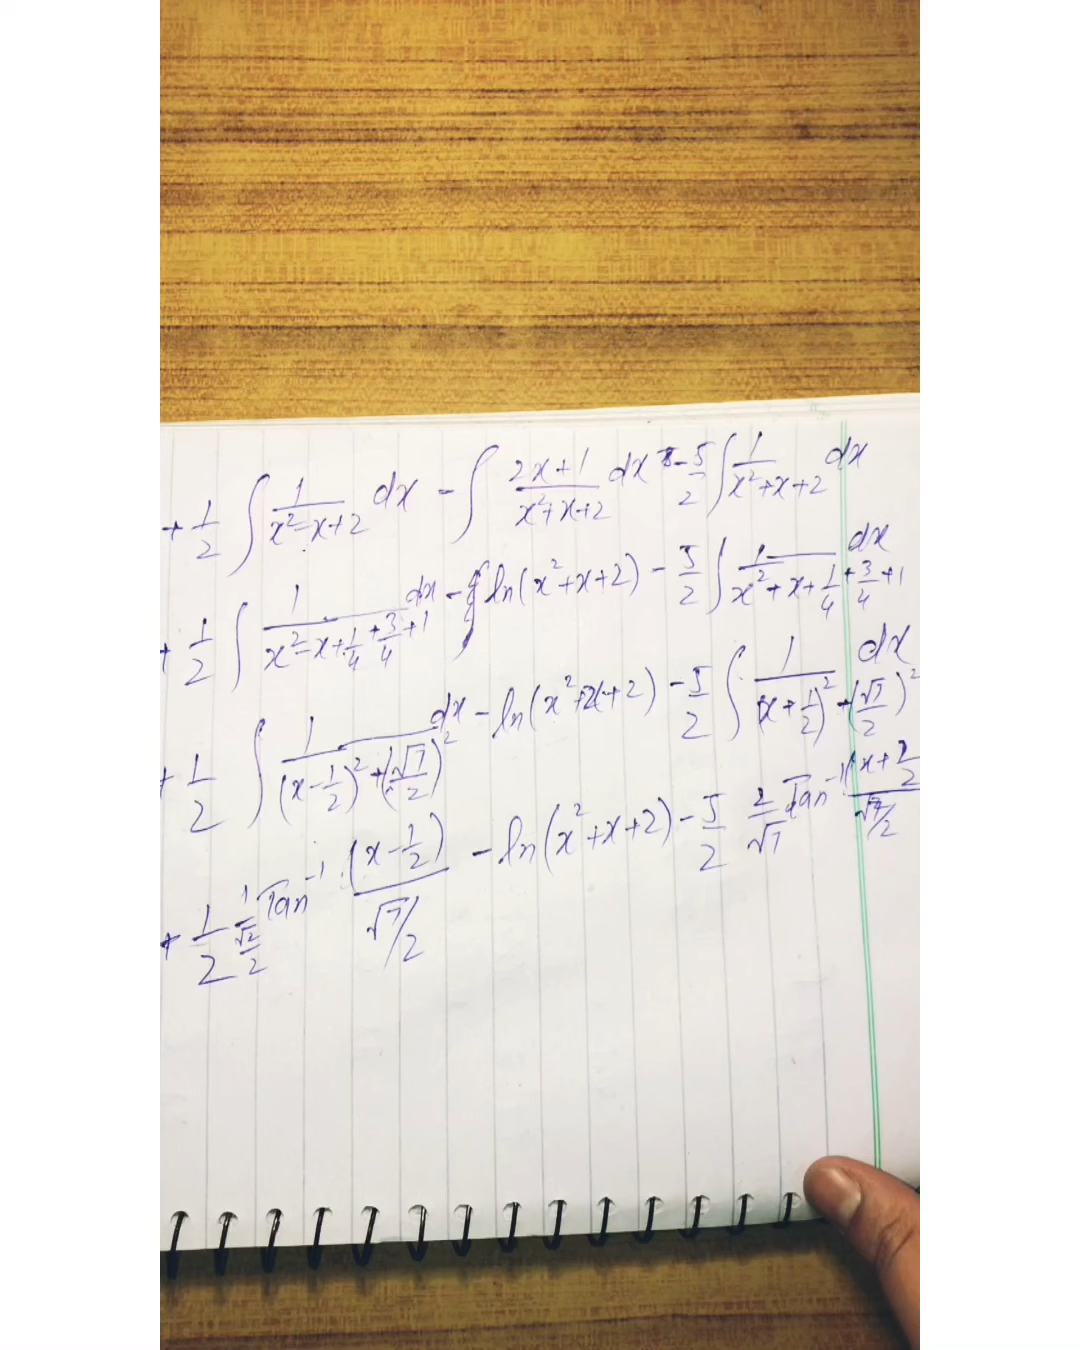 + 1/2 ∫ 1/(x²-x+2) dx - ∫ (2x+1)/(x²+x+2) dx - 5/2 ∫ 1/(x²+x+2) dx
+ 1/2 ∫ 1/(x²-x+1/4+3/4+1) dx - ln(x²+x+2) - 5/2 ∫ 1/(x²+x+1/4+3/4+1) dx
+ 1/2 ∫ 1/((x-1/2)²+(√7/2)²) dx - ln(x²+x+2) - 5/2 ∫ 1/((x+1/2)²+(√7/2)²) dx
+ 1/2 1/(√2/2) Tan⁻¹ (x-1/2)/(√7/2) - ln(x²+x+2) - 5/2 2/√7 Tan⁻¹ (x+2/2)/(√7/2)